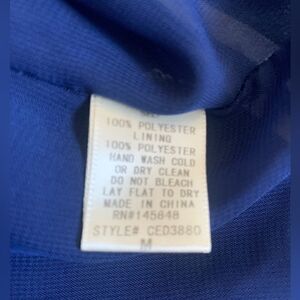 100% POLYESTER
LINING
100% POLYESTER
HAND WASH COLD
OR DRY CLEAN
DO NOT BLEACH
LAY FLAT TO DRY
MADE IN CHINA
RN#145848
STYLE# CED3880
M